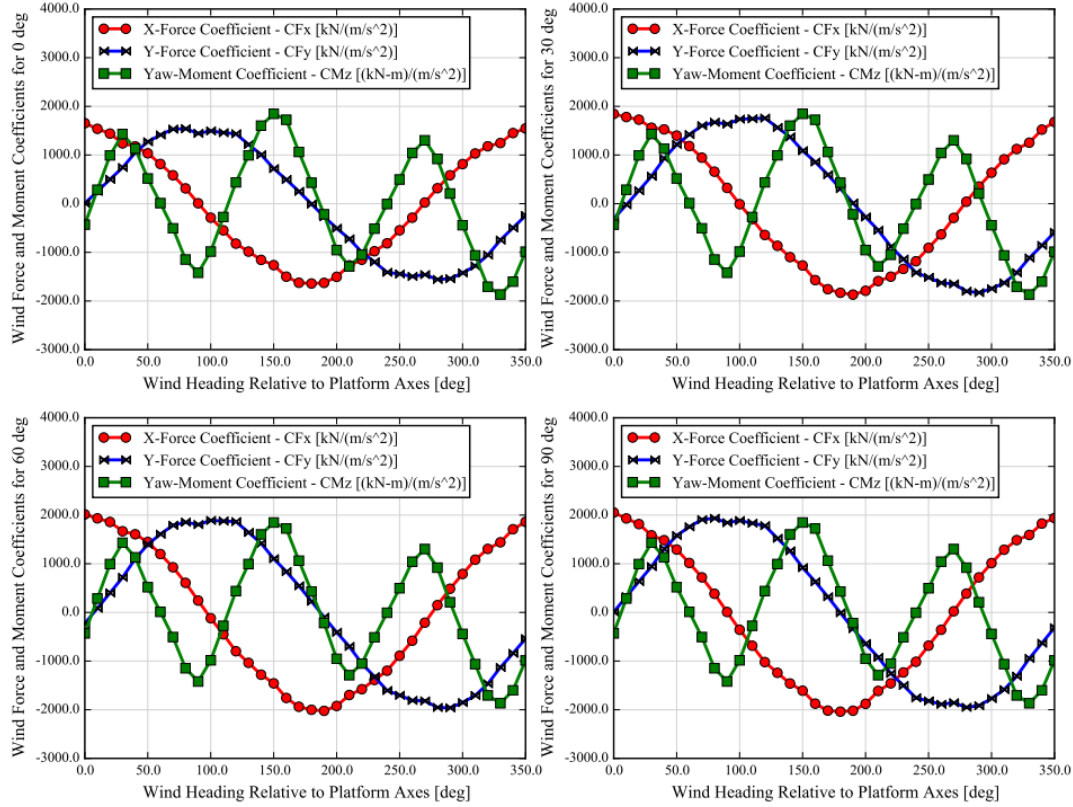 Wind Force and Moment Coefficients for 0 deg
4000.0
3000.0
2000.0
1000.0
0.0
-1000.0
-2000.0
-3000.0
X-Force Coefficient - CFx [kN/(m/s^2)]
Y-Force Coefficient - CFy [kN/(m/s^2)]
Yaw-Moment Coefficient - CMz [(kN-m)/(m/s^2)]
0.0 50.0 100.0 150.0 200.0 250.0 300.0 350.0
Wind Heading Relative to Platform Axes [deg]
Wind Force and Moment Coefficients for 30 deg
4000.0
3000.0
2000.0
1000.0
0.0
-1000.0
-2000.0
-3000.0
X-Force Coefficient - CFx [kN/(m/s^2)]
Y-Force Coefficient - CFy [kN/(m/s^2)]
Yaw-Moment Coefficient - CMz [(kN-m)/(m/s^2)]
0.0 50.0 100.0 150.0 200.0 250.0 300.0 350.0
Wind Heading Relative to Platform Axes [deg]
Wind Force and Moment Coefficients for 60 deg
4000.0
3000.0
2000.0
1000.0
0.0
-1000.0
-2000.0
-3000.0
X-Force Coefficient - CFx [kN/(m/s^2)]
Y-Force Coefficient - CFy [kN/(m/s^2)]
Yaw-Moment Coefficient - CMz [(kN-m)/(m/s^2)]
0.0 50.0 100.0 150.0 200.0 250.0 300.0 350.0
Wind Heading Relative to Platform Axes [deg]
Wind Force and Moment Coefficients for 90 deg
4000.0
3000.0
2000.0
1000.0
0.0
-1000.0
-2000.0
-3000.0
X-Force Coefficient - CFx [kN/(m/s^2)]
Y-Force Coefficient - CFy [kN/(m/s^2)]
Yaw-Moment Coefficient - CMz [(kN-m)/(m/s^2)]
0.0 50.0 100.0 150.0 200.0 250.0 300.0 350.0
Wind Heading Relative to Platform Axes [deg]